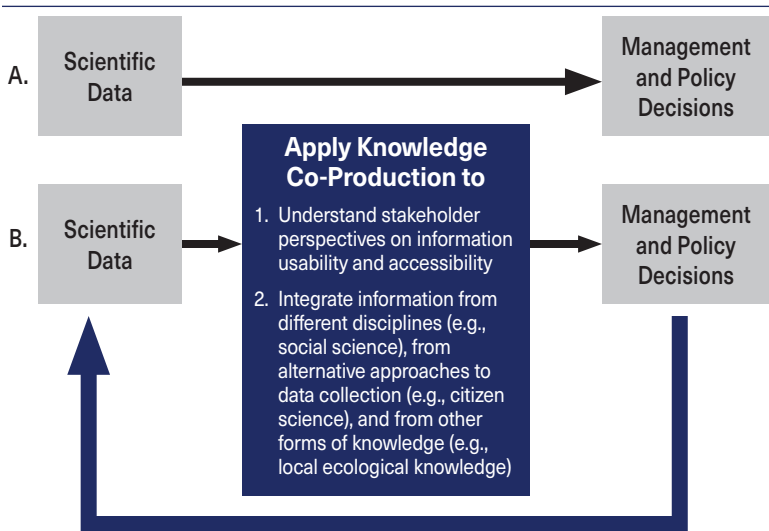 A.
Scientific
Data
Management
and Policy
Decisions
B.
Scientific
Data
Apply Knowledge
Co-Production to
1. Understand stakeholder
perspectives on information
usability and accessibility
2. Integrate information from
different disciplines (e.g.,
social science), from
alternative approaches to
data collection (e.g., citizen
science), and from other
forms of knowledge (e.g.,
local ecological knowledge)
Management
and Policy
Decisions